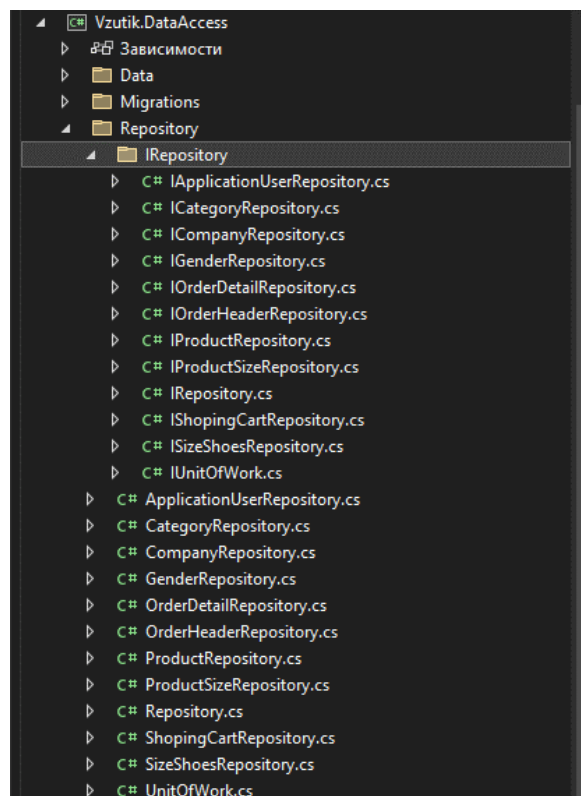 C# Vzutik.DataAccess
Зависимости
Data
Migrations
Repository
IRepository
C# IApplicationUserRepository.cs
C# ICategoryRepository.cs
C# ICompanyRepository.cs
C# IGenderRepository.cs
C# IOrderDetailRepository.cs
C# IOrderHeaderRepository.cs
C# IProductRepository.cs
C# IProductSizeRepository.cs
C# IRepository.cs
C# IShopingCartRepository.cs
C# ISizeShoesRepository.cs
C# IUnitOfWork.cs
C# ApplicationUserRepository.cs
C# CategoryRepository.cs
C# CompanyRepository.cs
C# GenderRepository.cs
C# OrderDetailRepository.cs
C# OrderHeaderRepository.cs
C# ProductRepository.cs
C# ProductSizeRepository.cs
C# Repository.cs
C# ShopingCartRepository.cs
C# SizeShoesRepository.cs
C# UnitOfWork.cs